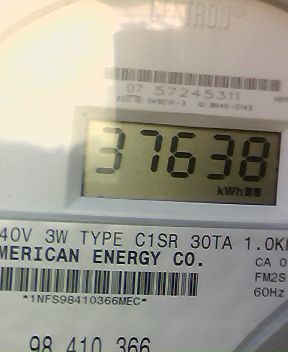 CENTRON®
07 57245311
37638
kWh
40V 3W TYPE C1SR 30TA 1.0K
MERICAN ENERGY CO.
CA 0
FM2S
60Hz
*1NFS98410366MEC*
98 410 366